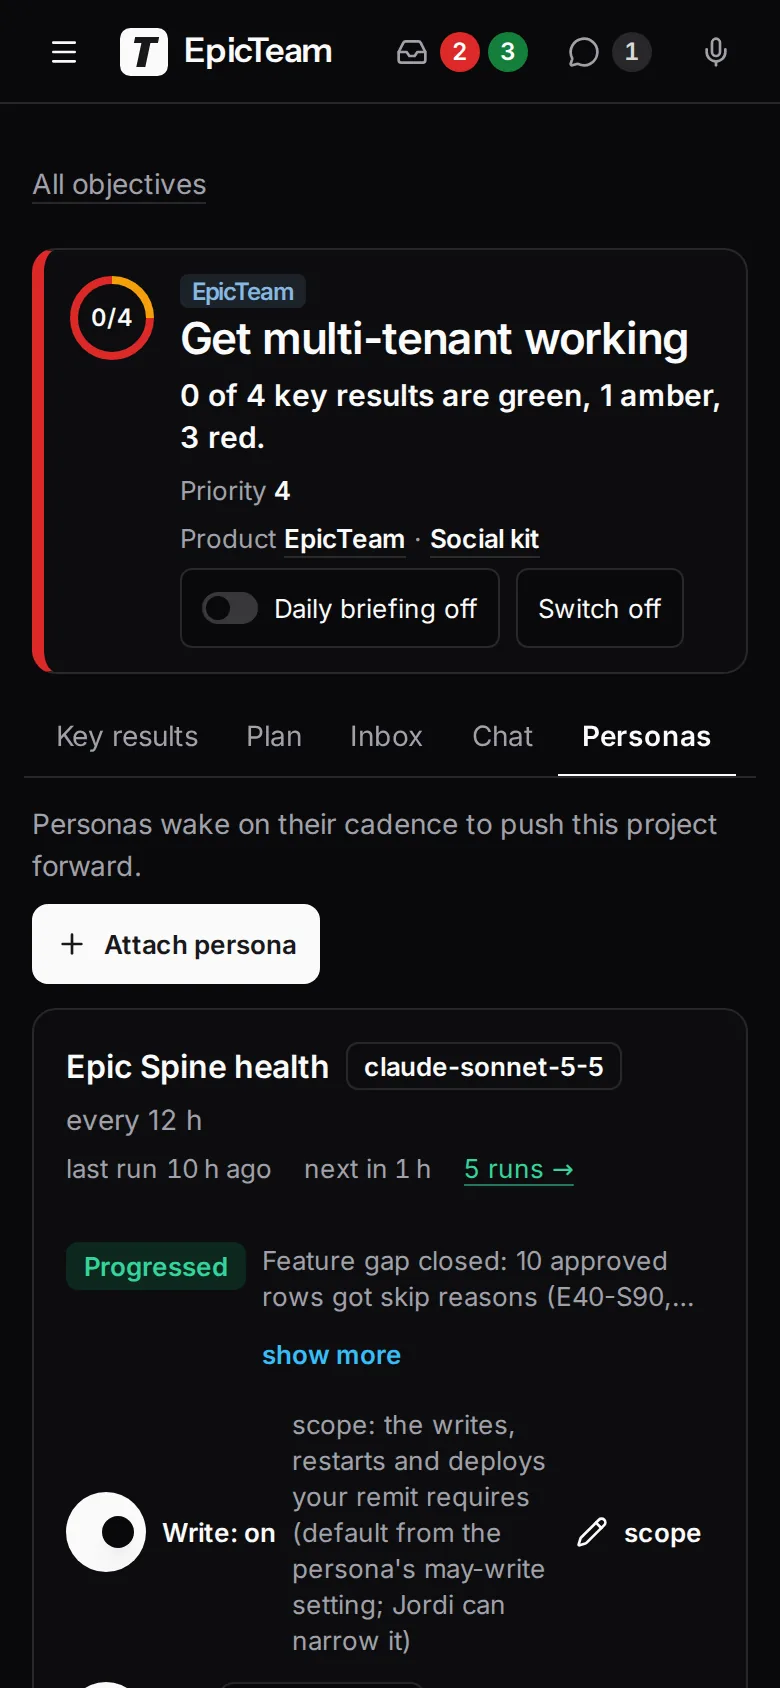 T EpicTeam 2 3 1
All objectives
0/4
EpicTeam
Get multi-tenant working
0 of 4 key results are green, 1 amber,
3 red.
Priority 4
Product EpicTeam · Social kit
Daily briefing off Switch off
Key results Plan Inbox Chat Personas
Personas wake on their cadence to push this project
forward.
+ Attach persona
Epic Spine health claude-sonnet-5-5
every 12 h
last run 10 h ago next in 1 h 5 runs →
Progressed
Feature gap closed: 10 approved
rows got skip reasons (E40-S90,...
show more
Write: on
scope: the writes,
restarts and deploys
your remit requires
(default from the
persona's may-write
setting; Jordi can
narrow it)
scope